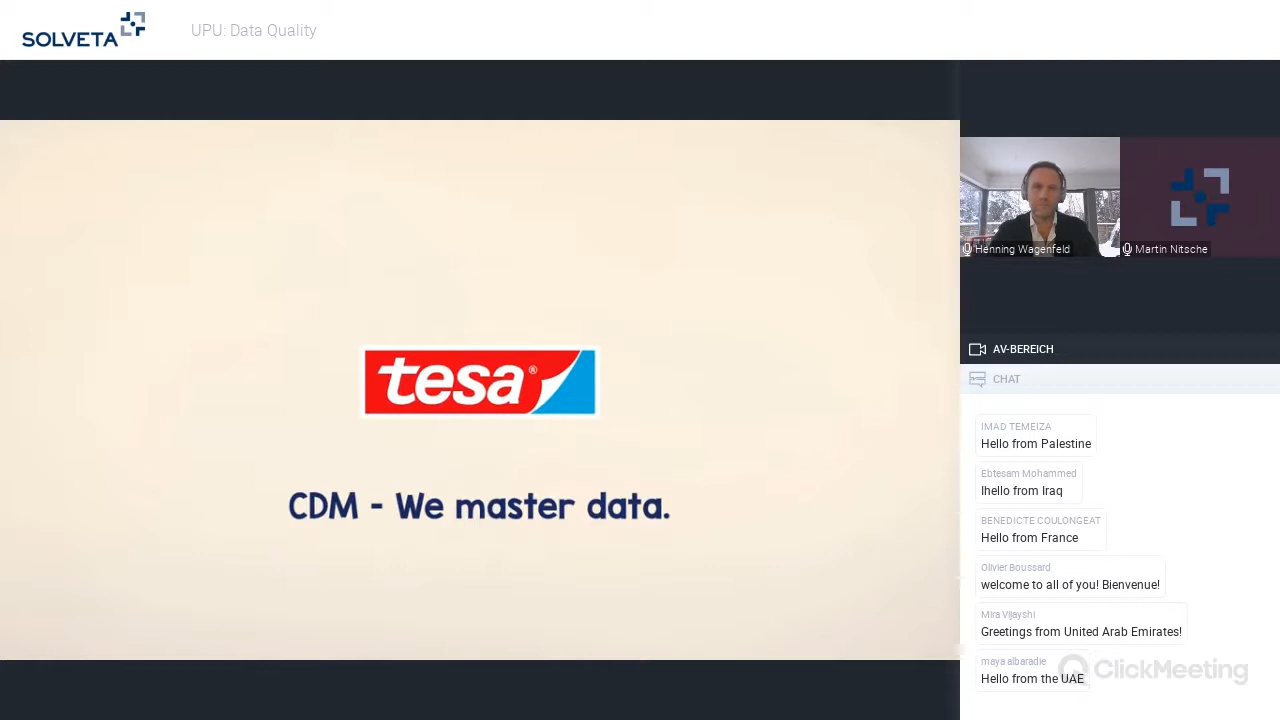 SOLVETA
UPU: Data Quality
tesa®
CDM - We master data.
Henning Wagenfeld
Martin Nitsche
AV-BEREICH
CHAT
IMAD TEMEIZA
Hello from Palestine
Ebtesam Mohammed
Ihello from Iraq
BENEDICTE COULONGEAT
Hello from France
Olivier Boussard
welcome to all of you! Bienvenue!
Mira Vijayshi
Greetings from United Arab Emirates!
maya albaradie
Hello from the UAE
ClickMeeting